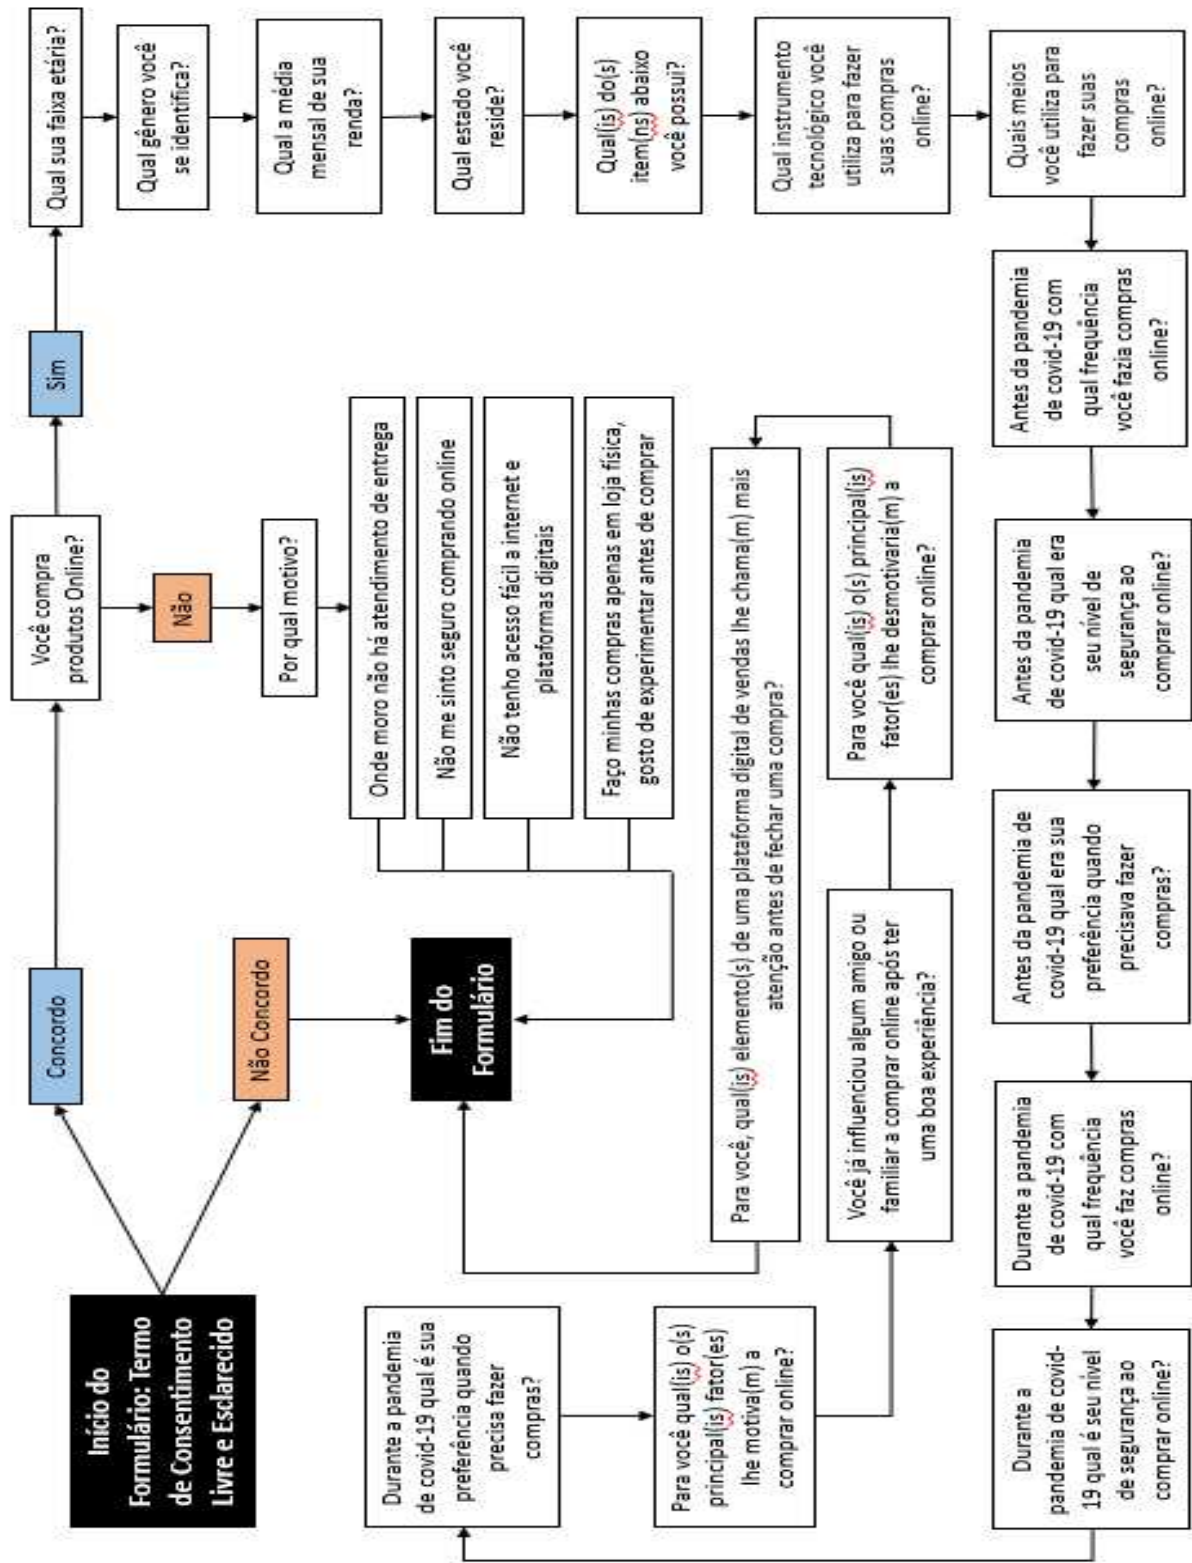 Início do
Formulário: Termo
de Consentimento
Livre e Esclarecido
Concordo
Não Concordo
Você compra
produtos Online?
Sim
Não
Por qual motivo?
Onde moro não há atendimento de entrega
Não me sinto seguro comprando online
Não tenho acesso fácil a internet e
plataformas digitais
Faço minhas compras apenas em loja física,
gosto de experimentar antes de comprar
Fim do
Formulário
Qual sua faixa etária?
Qual gênero você
se identifica?
Qual a média
mensal de sua
renda?
Qual estado você
reside?
Qual(is) do(s)
item(ns) abaixo
você possui?
Qual instrumento
tecnológico você
utiliza para fazer
suas compras
online?
Quais meios
você utiliza para
fazer suas
compras
online?
Antes da pandemia
de covid-19 com
qual freqüência
você fazia compras
online?
Antes da pandemia
de covid-19 qual era
seu nível de
segurança ao
comprar online?
Antes da pandemia de
covid-19 qual era sua
preferência quando
precisava fazer
compras?
Durante a pandemia
de covid-19 com
qual freqüência
você faz compras
online?
Durante a
pandemia de covid-
19 qual é seu nível
de segurança ao
comprar online?
Durante a pandemia
de covid-19 qual é sua
preferência quando
precisa fazer
compras?
Para você qual(is) o(s)
principal(is) fator(es)
lhe motiva(m) a
comprar online?
Você já influenciou algum amigo ou
familiar a comprar online após ter
uma boa experiência?
Para você qual(is) o(s) principal(is)
fator(es) lhe desmotivaria(m) a
comprar online?
Para você, qual(is) elemento(s) de uma plataforma digital de vendas lhe chama(m) mais
atenção antes de fechar uma compra?